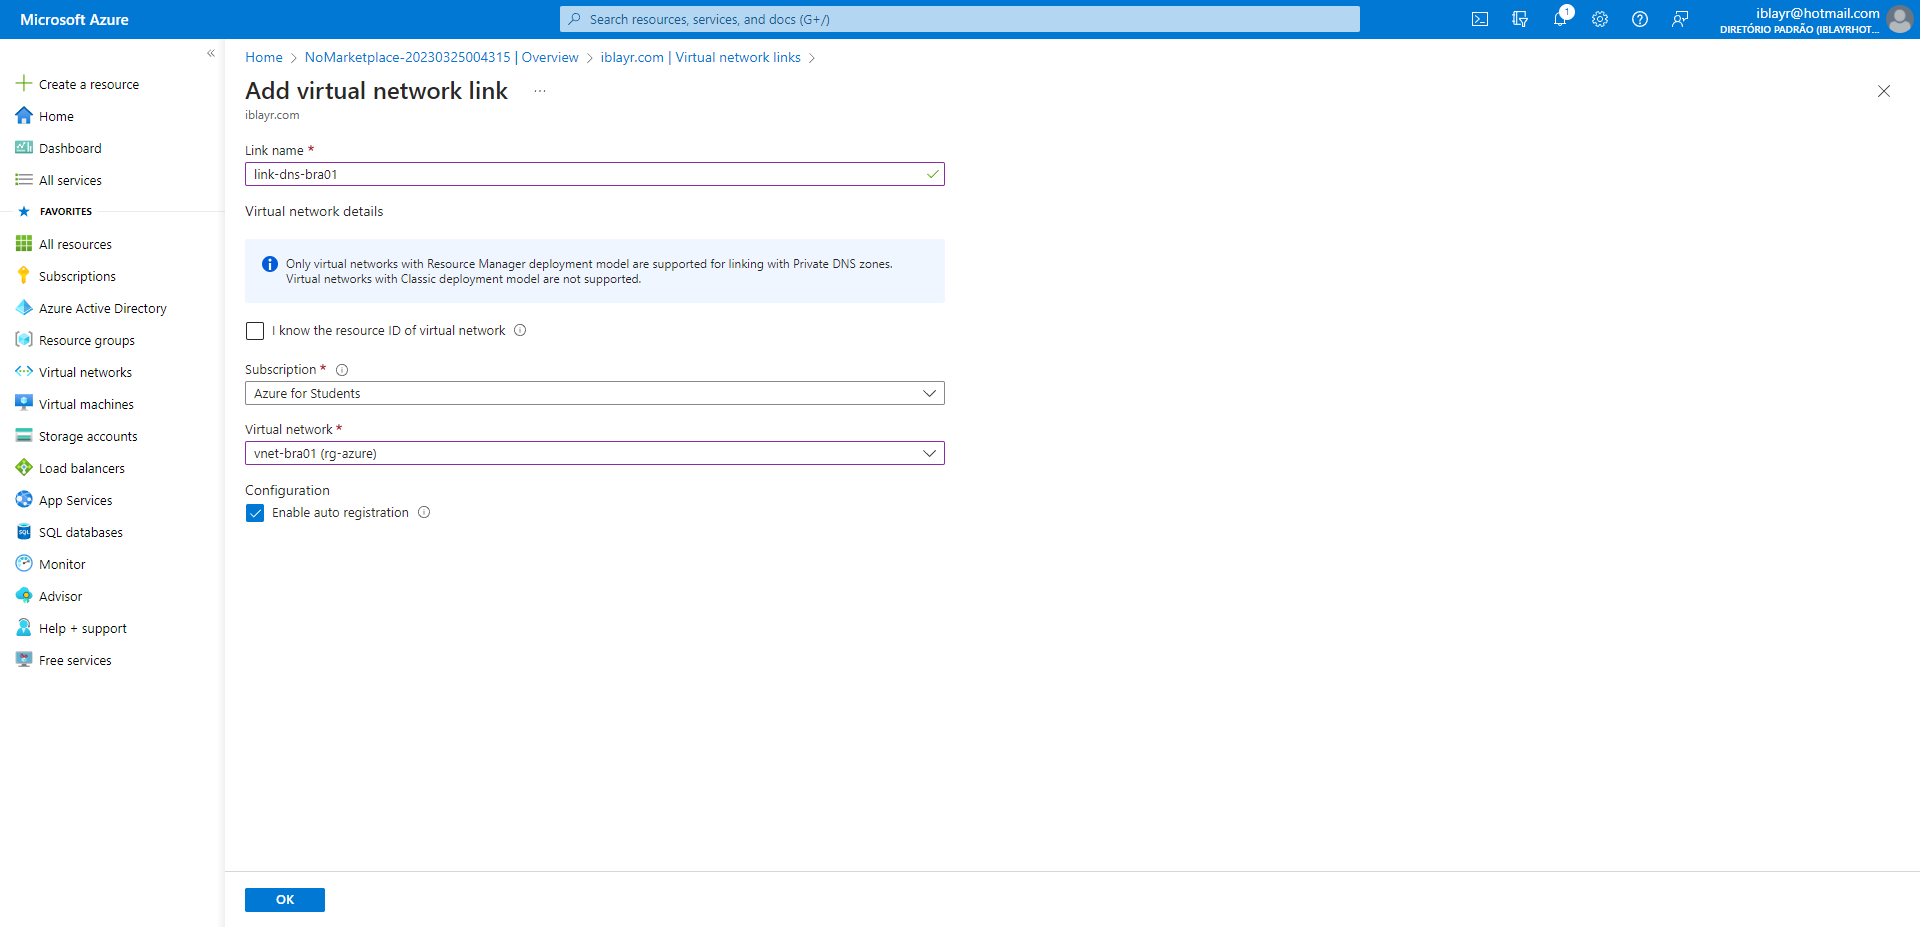 Microsoft Azure
Search resources, services, and docs (G+/)
1
iblayr@hotmail.com
DIRETÓRIO PADRÃO (IBLAYRHOT...
«
Create a resource
Home
Dashboard
All services
FAVORITES
All resources
Subscriptions
Azure Active Directory
Resource groups
Virtual networks
Virtual machines
Storage accounts
Load balancers
App Services
SQL databases
Monitor
Advisor
Help + support
Free services
Home > NoMarketplace-20230325004315 | Overview > iblayr.com | Virtual network links >
Add virtual network link ...
iblayr.com
Link name *
link-dns-bra01
Virtual network details
Only virtual networks with Resource Manager deployment model are supported for linking with Private DNS zones.
Virtual networks with Classic deployment model are not supported.
I know the resource ID of virtual network
Subscription *
Azure for Students
Virtual network *
vnet-bra01 (rg-azure)
Configuration
Enable auto registration
OK